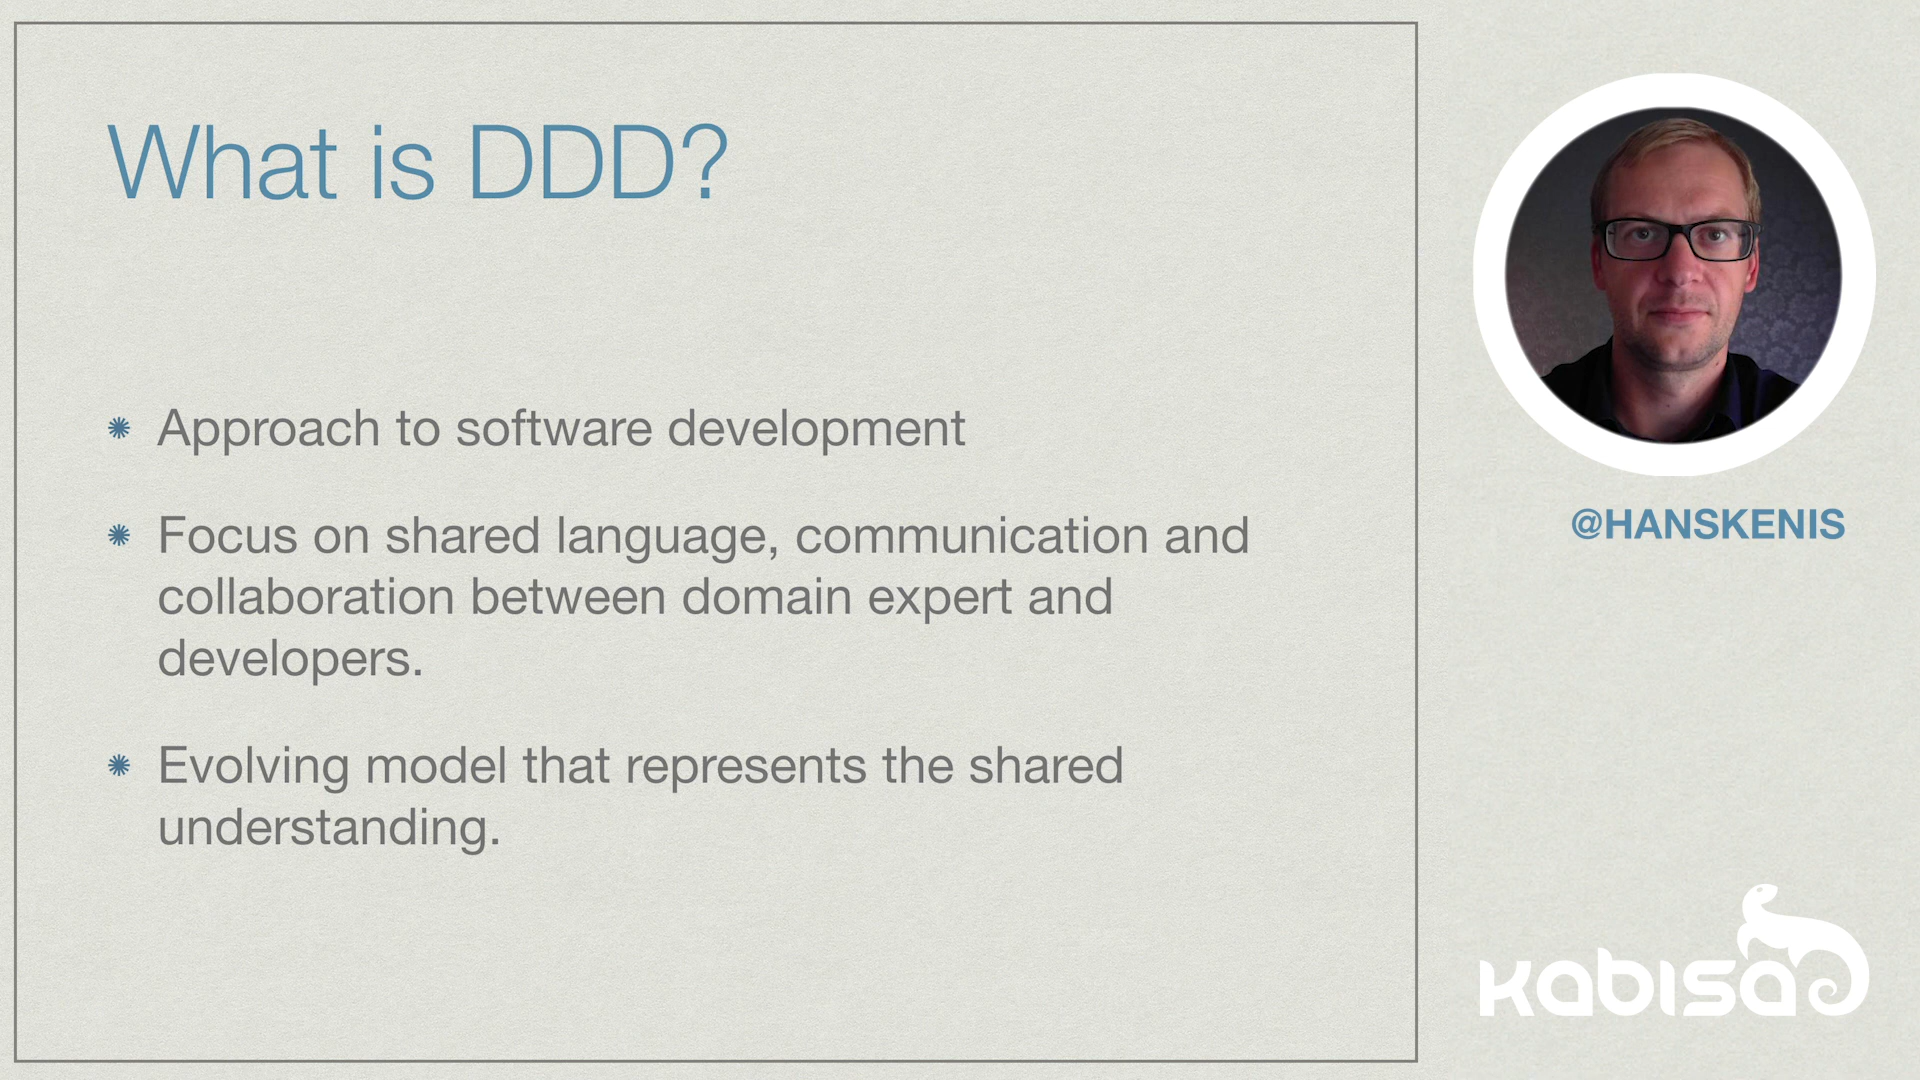 What is DDD?
Approach to software development
Focus on shared language, communication and
collaboration between domain expert and
developers.
Evolving model that represents the shared
understanding.
@HANSKENIS
kabisa